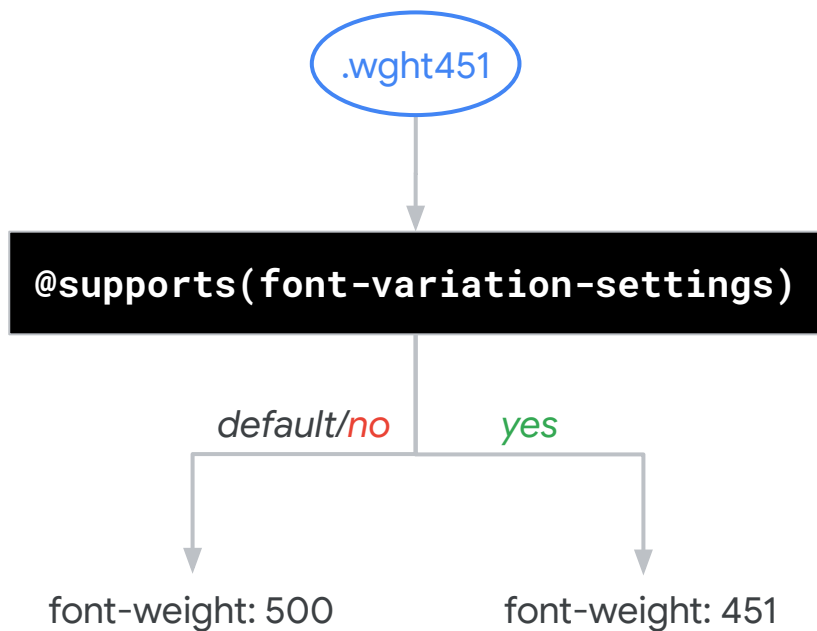 .wght451
@supports(font-variation-settings)
default/no
yes
font-weight: 500
font-weight: 451